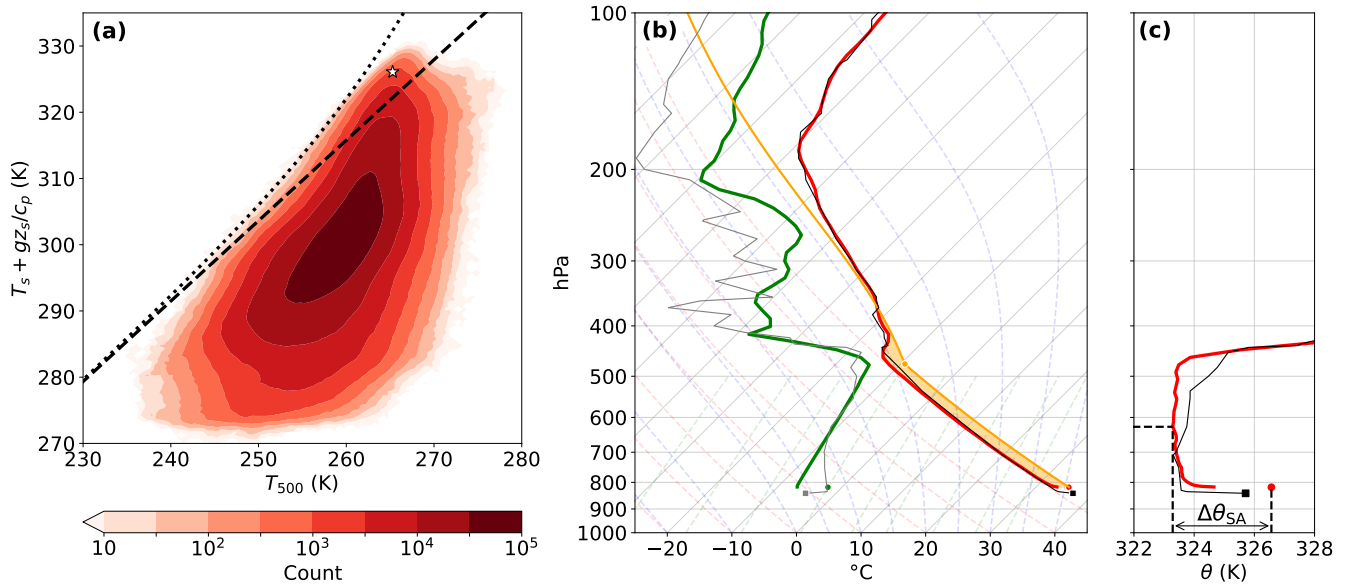 (a)
330
320
310
300
290
280
270
T_s + gz_s/c_p (K)
230 240 250 260 270 280
T_500 (K)
10 10^2 10^3 10^4 10^5
Count
(b)
100
200
300
400
500
600
700
800
900
1000
hPa
−20 −10 0 10 20 30 40
°C
(c)
Δθ_SA
322 324 326 328
θ (K)